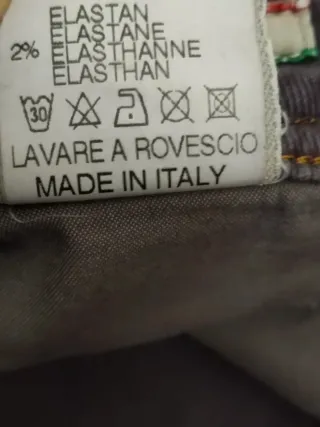 ELASTAN
ELASTANE
2% ELASTHANNE
ELASTHAN
30
LAVARE A ROVESCIO
MADE IN ITALY